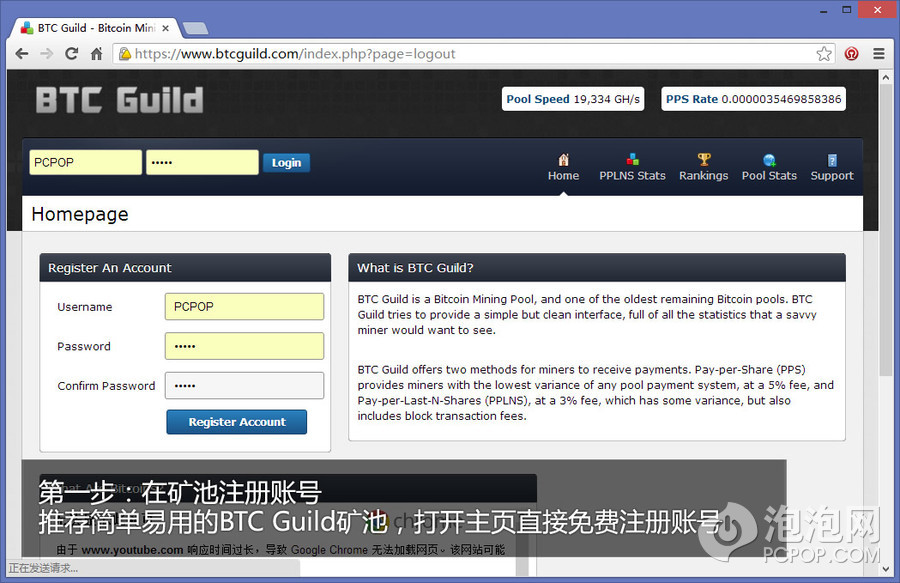 BTC Guild - Bitcoin Mini
https://www.btcguild.com/index.php?page=logout
BTC Guild
Pool Speed 19,334 GH/s
PPS Rate 0.0000035469858386
PCPOP
•••••
Login
Home
PPLNS Stats
Rankings
Pool Stats
Support
Homepage
Register An Account
Username
PCPOP
Password
•••••
Confirm Password
•••••
Register Account
What is BTC Guild?
BTC Guild is a Bitcoin Mining Pool, and one of the oldest remaining Bitcoin pools. BTC
Guild tries to provide a simple but clean interface, full of all the statistics that a savvy
miner would want to see.
BTC Guild offers two methods for miners to receive payments. Pay-per-Share (PPS)
provides miners with the lowest variance of any pool payment system, at a 5% fee, and
Pay-per-Last-N-Shares (PPLNS), at a 3% fee, which has some variance, but also
includes block transaction fees.
第一步：在矿池注册账号
推荐简单易用的BTC Guild矿池，打开主页直接免费注册账号
由于 www.youtube.com 响应时间过长，导致 Google Chrome 无法加载网页。该网站可能
正在发送请求...
泡泡网
PCPOP.COM